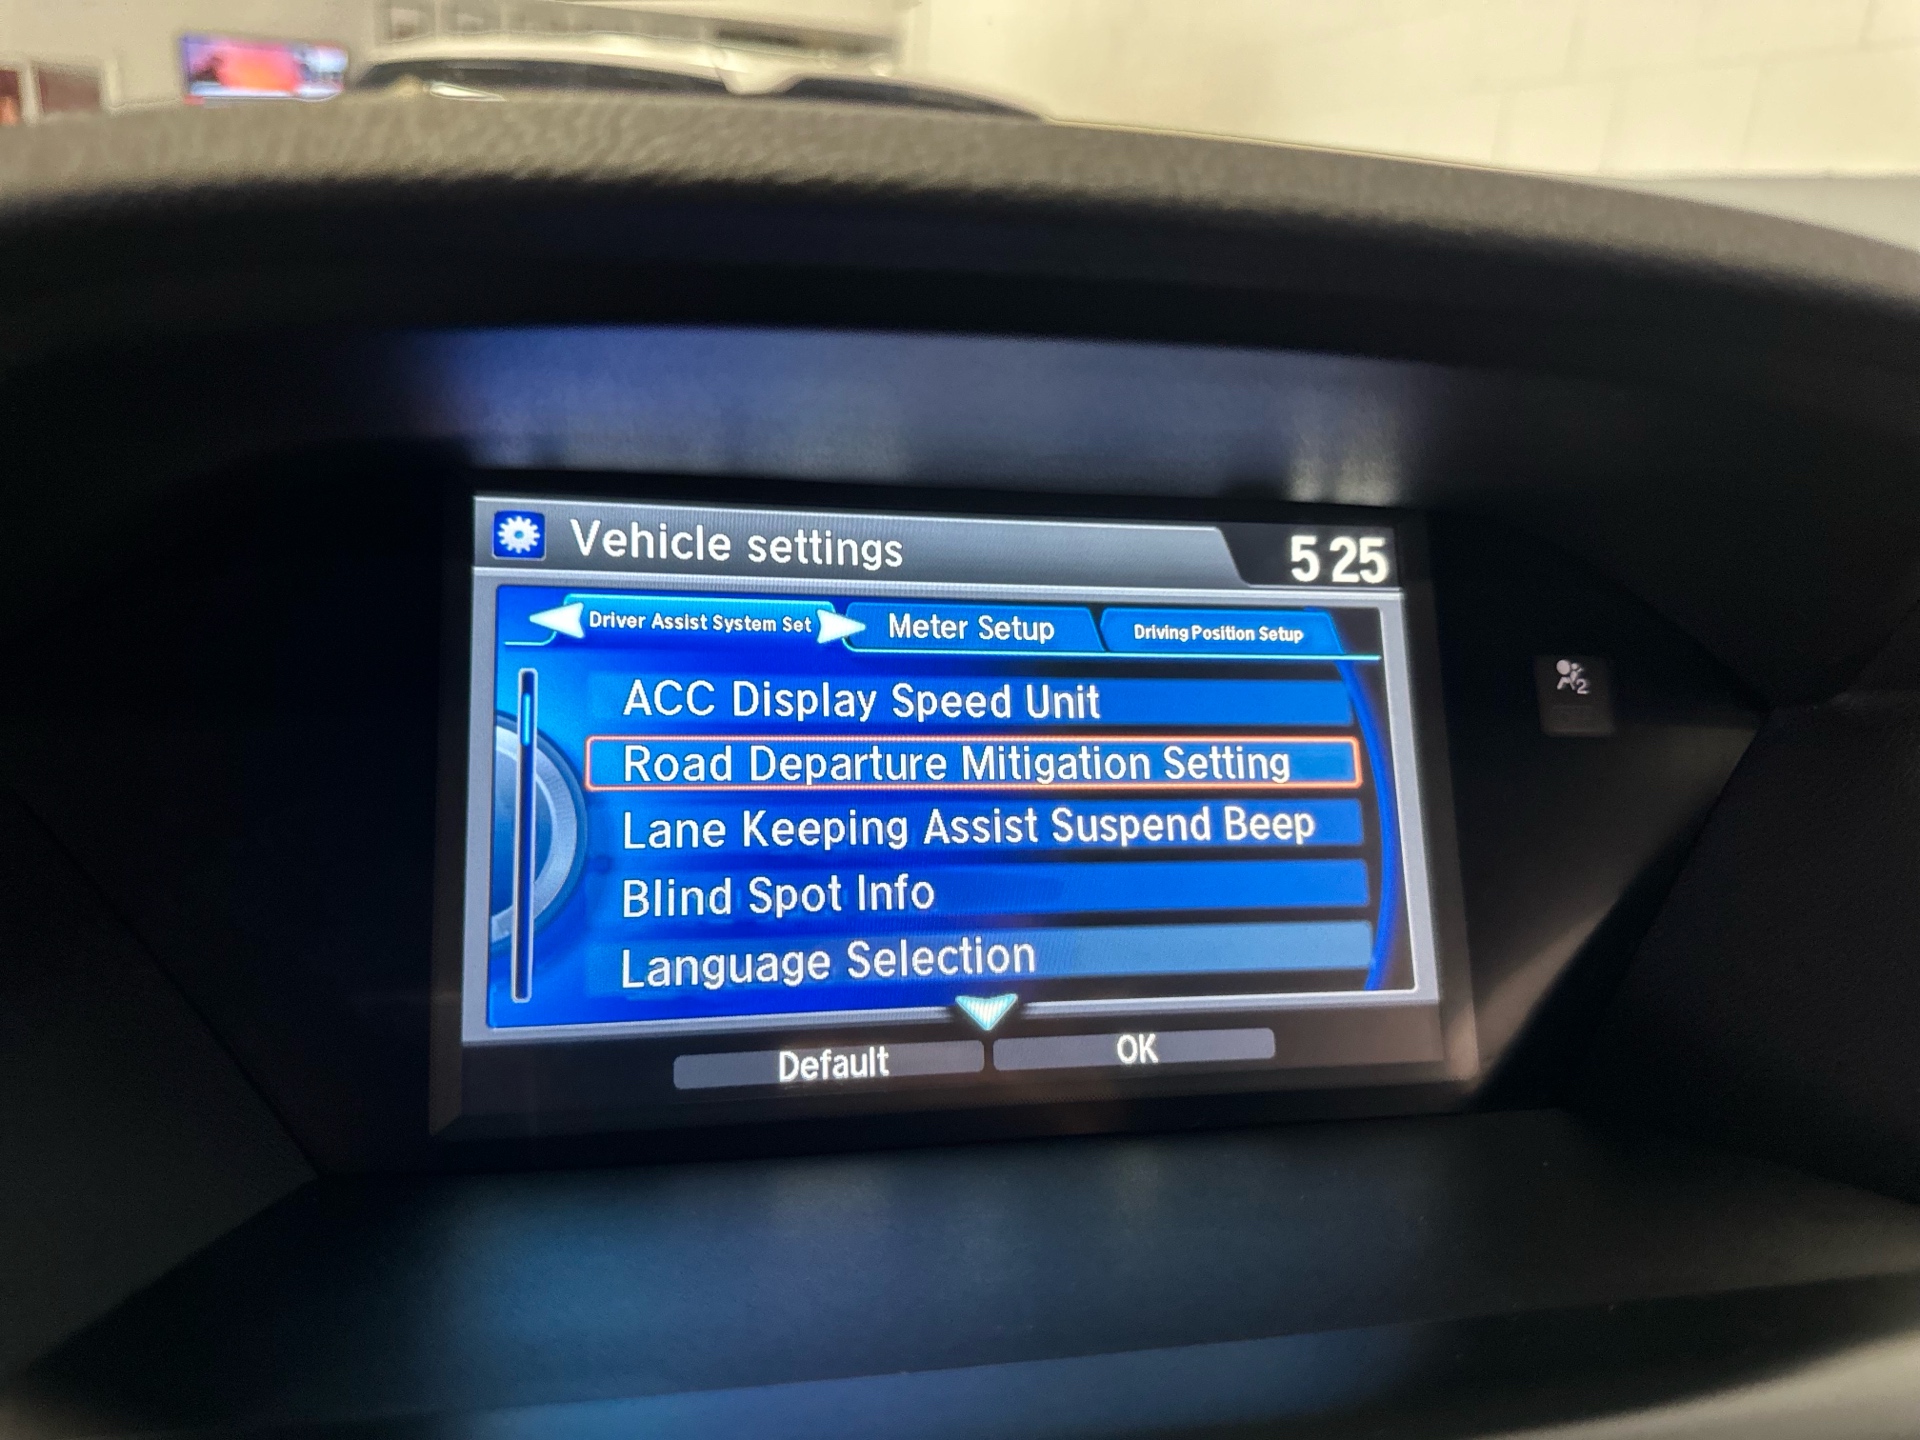 Vehicle settings
5 25
Driver Assist System Set
Meter Setup
Driving Position Setup
ACC Display Speed Unit
Road Departure Mitigation Setting
Lane Keeping Assist Suspend Beep
Blind Spot Info
Language Selection
Default
OK
2